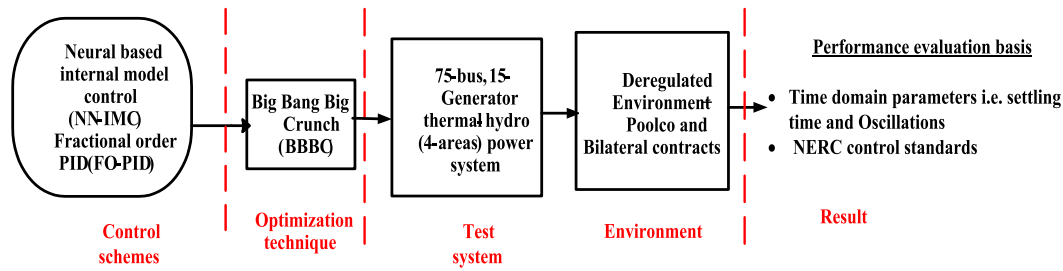 Neural based
internal model
control
(NN-IMC)
Fractional order
PID(FO-PID)
Big Bang Big
Crunch
(BBBC)
75-bus, 15-
Generator
thermal-hydro
(4-areas) power
system
Deregulated
Environment-
Poolco and
Bilateral contracts
Performance evaluation basis
• Time domain parameters i.e. settling
time and Oscillations
• NERC control standards
Control
schemes
Optimization
technique
Test
system
Environment
Result